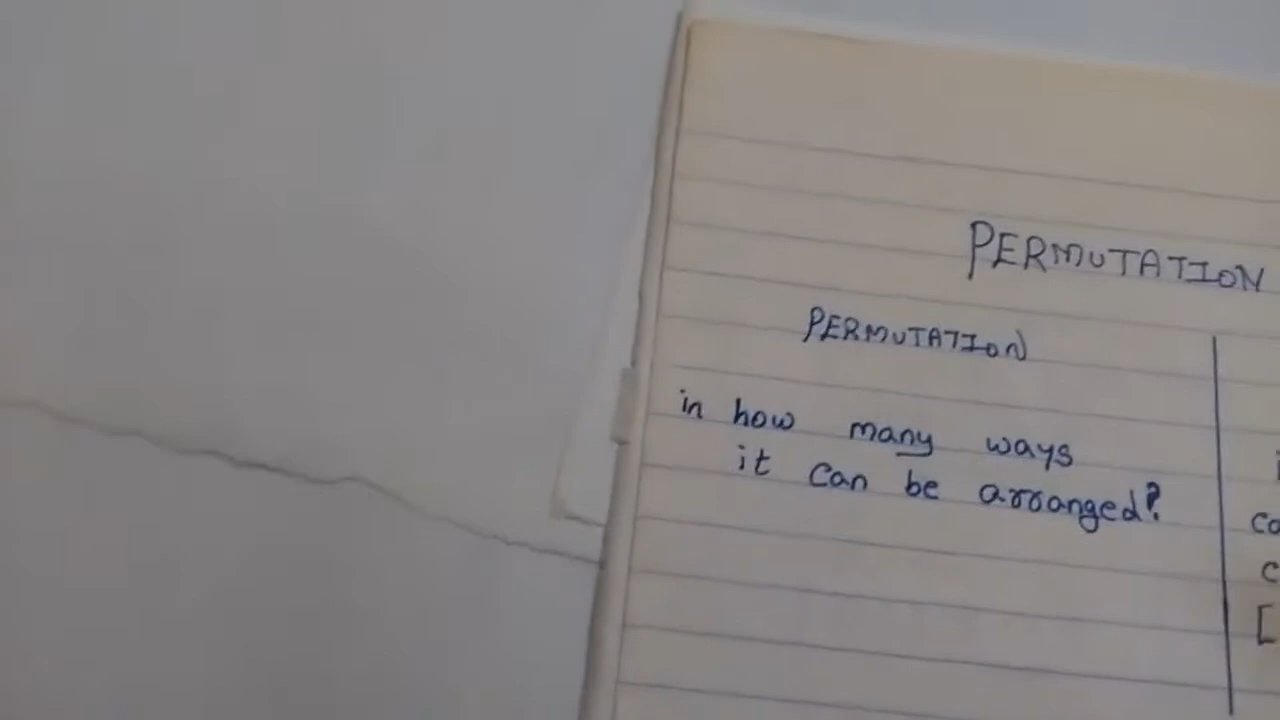 PERMUTATION
PERMUTATION
in how many ways
it can be arranged?